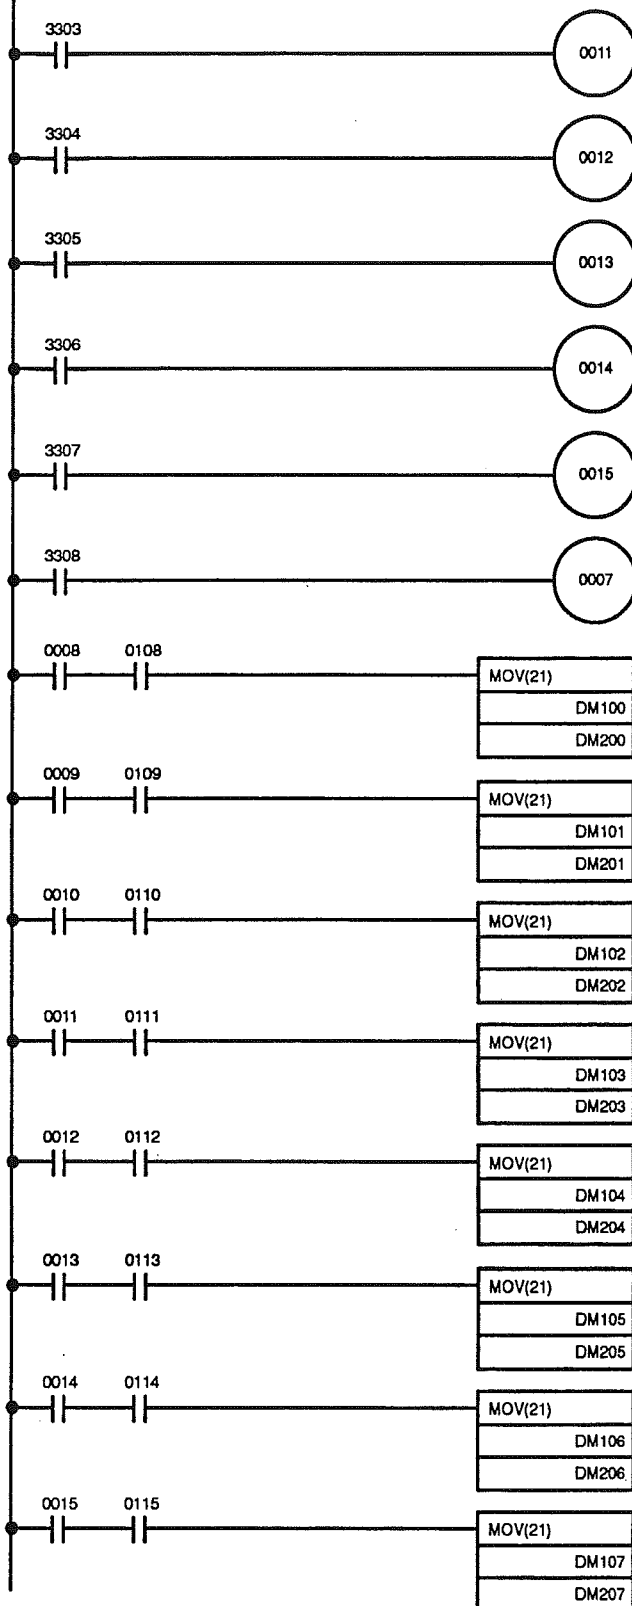 3303
0011
3304
0012
3305
0013
3306
0014
3307
0015
3308
0007
0008 0108
MOV(21)
DM100
DM200
0009 0109
MOV(21)
DM101
DM201
0010 0110
MOV(21)
DM102
DM202
0011 0111
MOV(21)
DM103
DM203
0012 0112
MOV(21)
DM104
DM204
0013 0113
MOV(21)
DM105
DM205
0014 0114
MOV(21)
DM106
DM206
0015 0115
MOV(21)
DM107
DM207